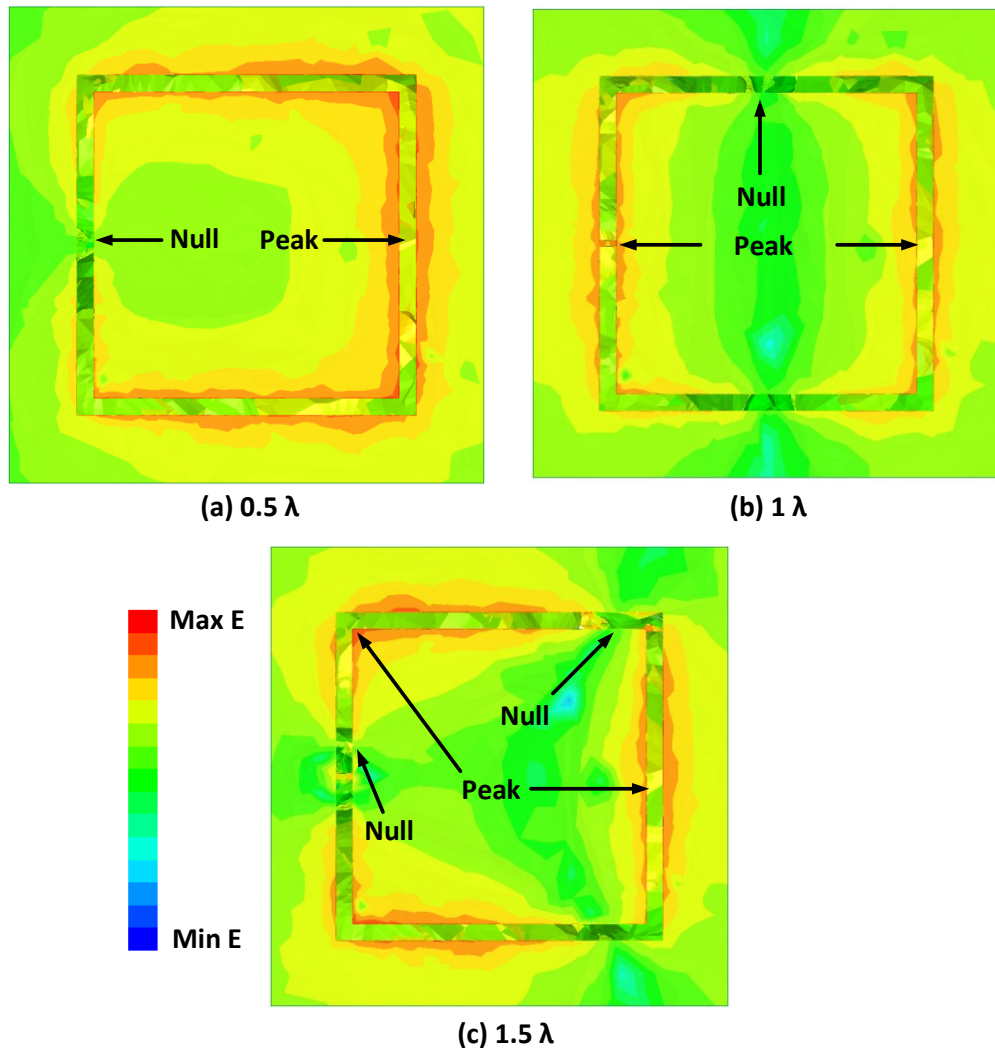 Null
Peak
(a) 0.5 λ
Null
Peak
(b) 1 λ
Max E
Min E
Null
Peak
Null
(c) 1.5 λ